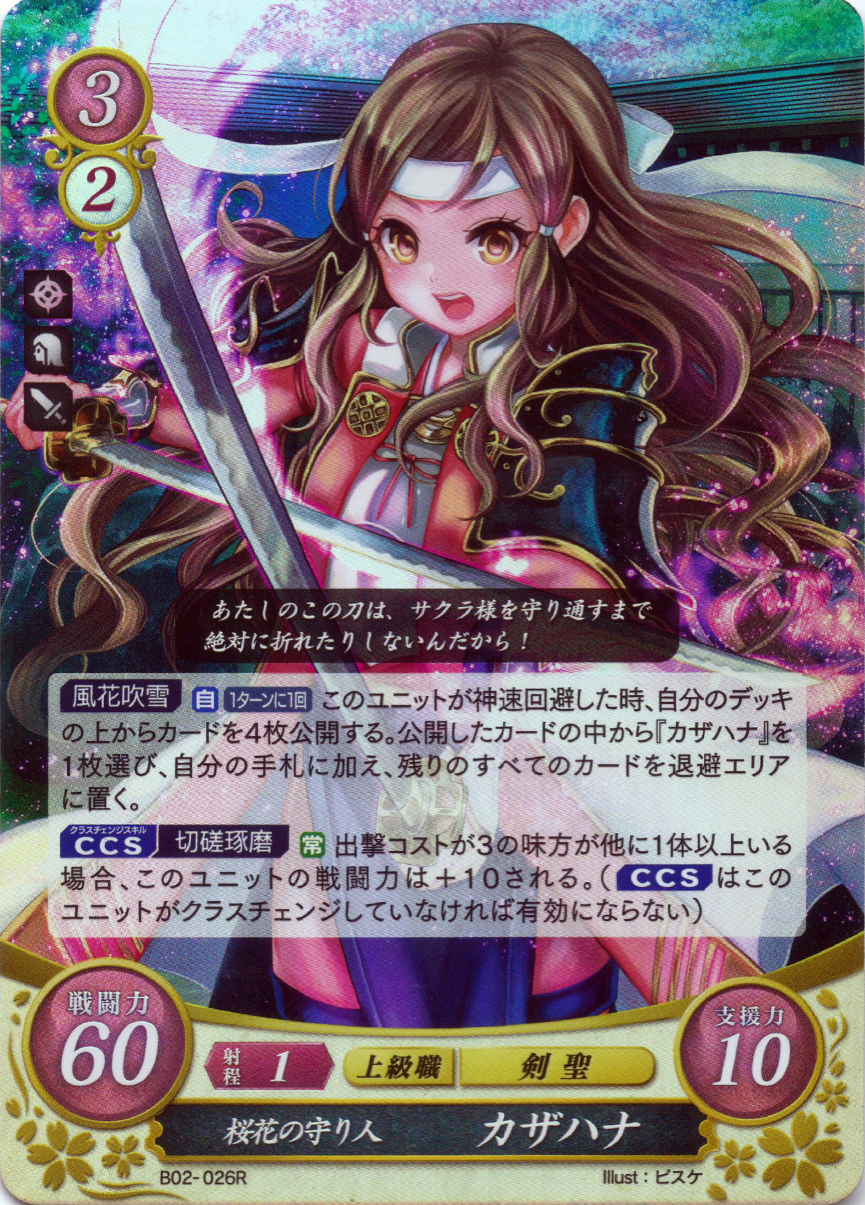 3
2
あたしのこの刀は、サクラ様を守り通すまで
絶対に折れたりしないんだから！
風花吹雪 自 1ターンに1回 このユニットが神速回避した時、自分のデッキ
の上からカードを4枚公開する。公開したカードの中から『カザハナ』を
1枚選び、自分の手札に加え、残りのすべてのカードを退避エリア
に置く。
クラスチェンジスキル
CCS 切磋琢磨 常 出撃コストが3の味方が他に1体以上いる
場合、このユニットの戦闘力は＋10される。（CCSはこの
ユニットがクラスチェンジしていなければ有効にならない）
戦闘力
60
射程 1 上級職 剣聖
支援力
10
桜花の守り人 カザハナ
B02-026R Illust：ビスケ